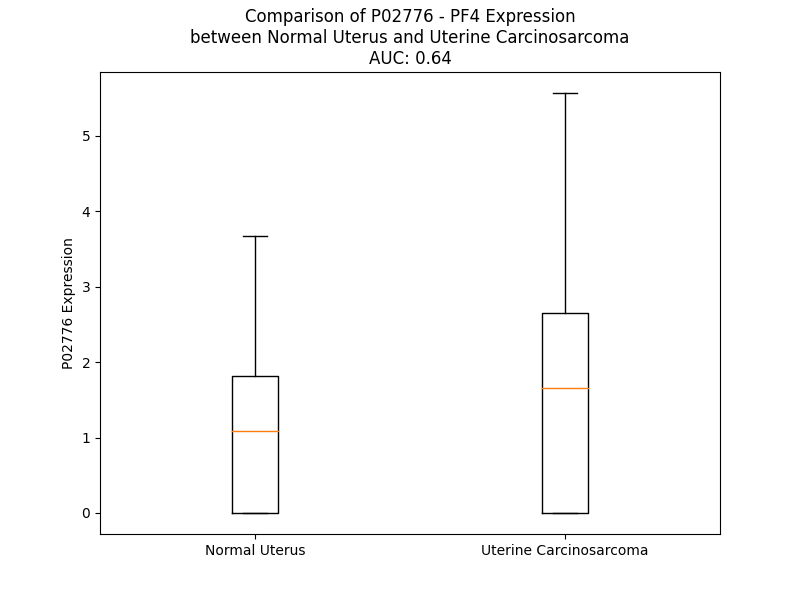 Comparison of P02776 - PF4 Expression
between Normal Uterus and Uterine Carcinosarcoma
AUC: 0.64
P02776 Expression
5
4
3
2
1
0
Normal Uterus
Uterine Carcinosarcoma